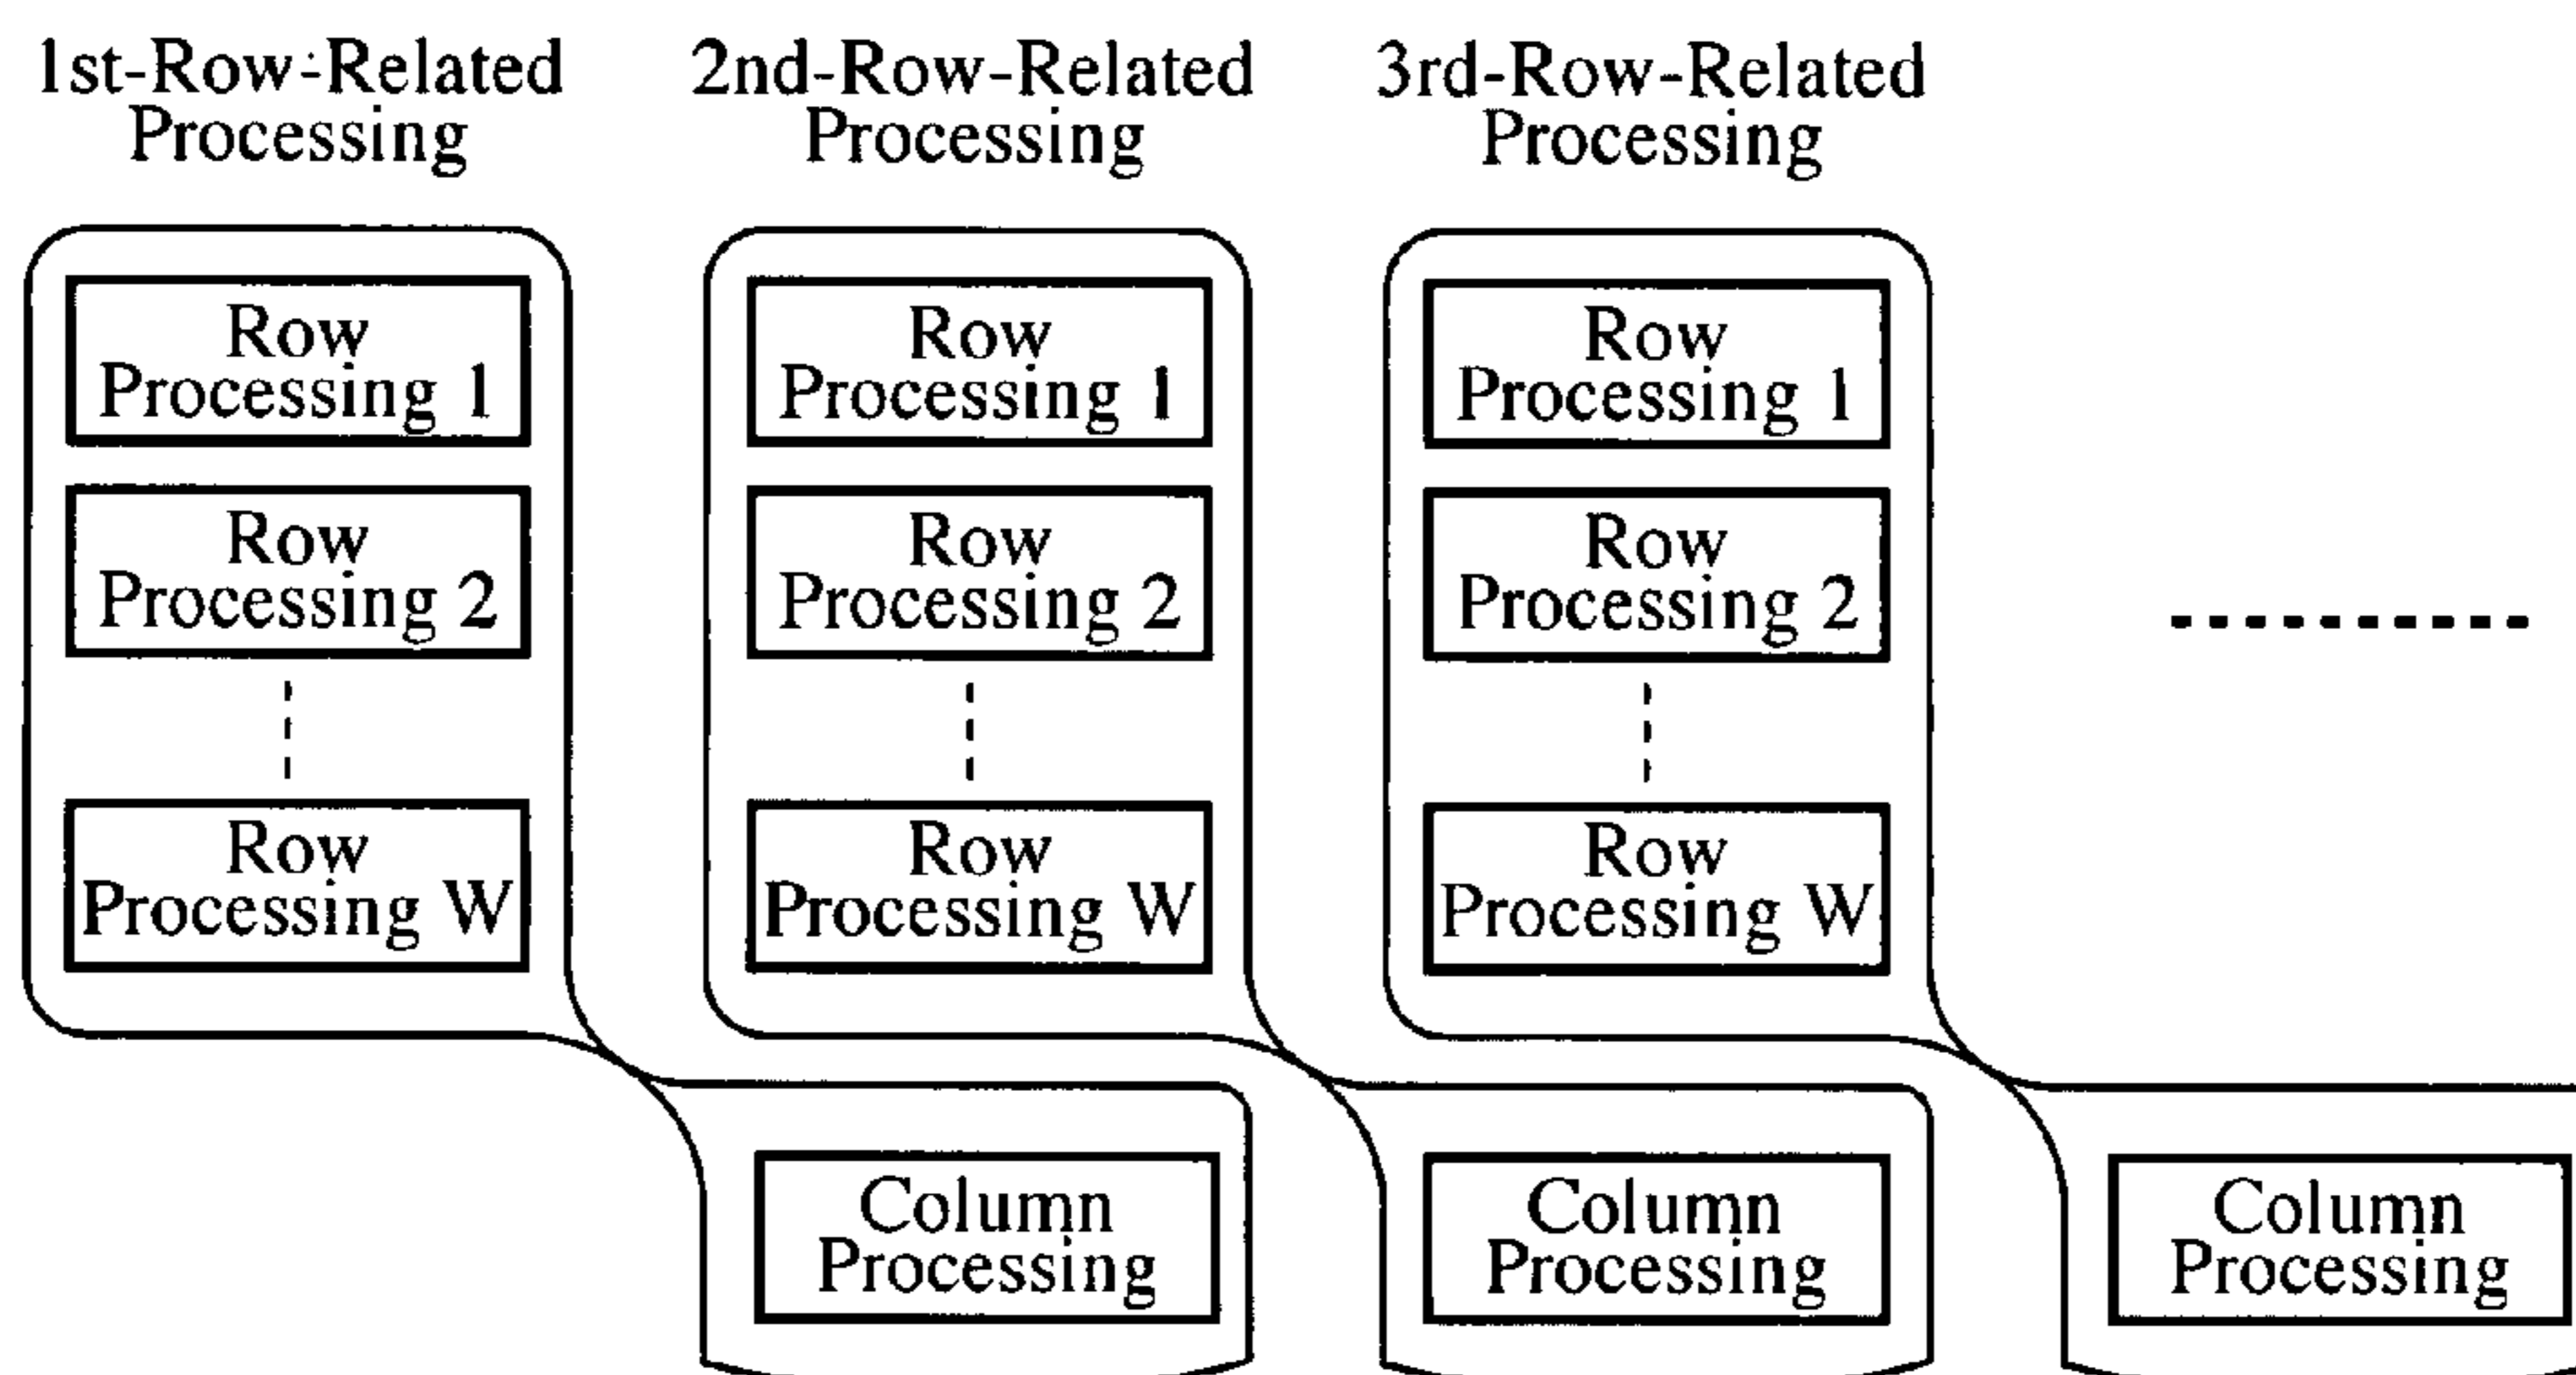 1st-Row-Related
Processing
2nd-Row-Related
Processing
3rd-Row-Related
Processing
Row
Processing 1
Row
Processing 2
Row
Processing W
Row
Processing 1
Row
Processing 2
Row
Processing W
Row
Processing 1
Row
Processing 2
Row
Processing W
Column
Processing
Column
Processing
Column
Processing